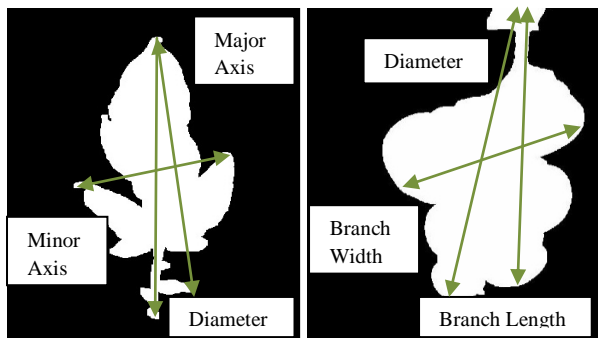 Major
Axis
Minor
Axis
Diameter
Diameter
Branch
Width
Branch Length